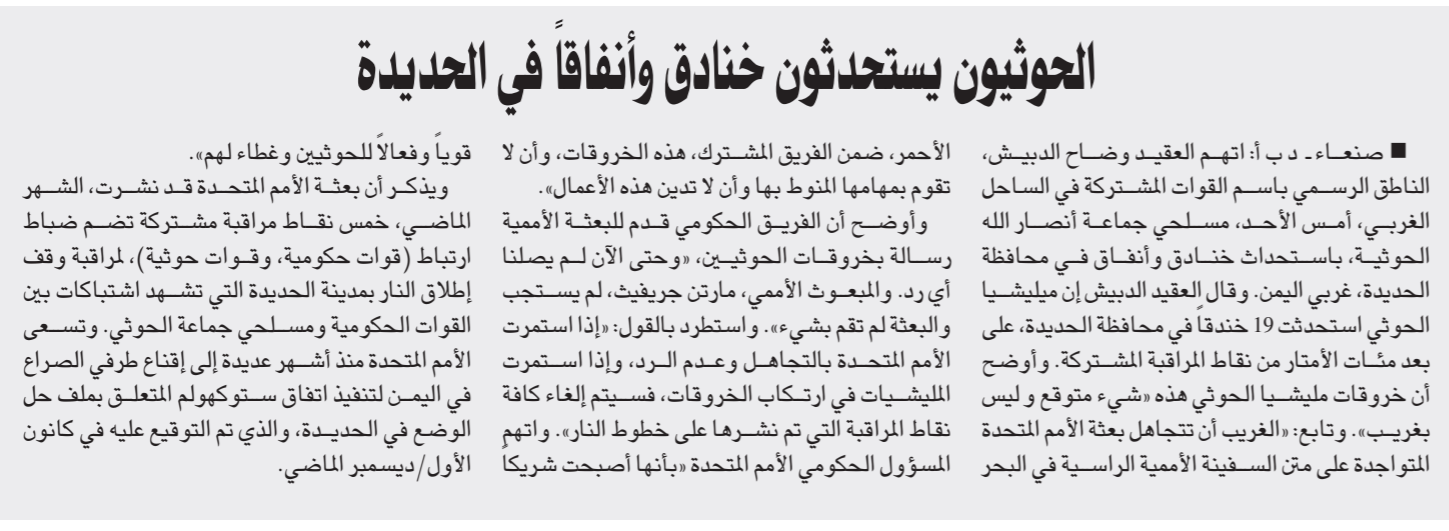 الحوثيون يستحدثون خنادق وأنفاقاً في الحديدة
■ صنعاء ـ د ب أ: اتهم العقيد وضاح الدبيش،
الناطق الرسمي باسم القوات المشتركة في الساحل
الغربي، أمس الأحد، مسلحي جماعة أنصار الله
الحوثية، باستحداث خنادق وأنفاق في محافظة
الحديدة، غربي اليمن. وقال العقيد الدبيش إن ميليشيا
الحوثي استحدثت 19 خندقاً في محافظة الحديدة، على
بعد مئات الأمتار من نقاط المراقبة المشتركة. وأوضح
أن خروقات مليشيا الحوثي هذه «شيء متوقع و ليس
بغريب». وتابع: «الغريب أن تتجاهل بعثة الأمم المتحدة
المتواجدة على متن السفينة الأممية الراسية في البحر
الأحمر، ضمن الفريق المشترك، هذه الخروقات، وأن لا
تقوم بمهامها المنوط بها وأن لا تدين هذه الأعمال».
وأوضح أن الفريق الحكومي قدم للبعثة الأممية
رسالة بخروقات الحوثيين، «وحتى الآن لم يصلنا
أي رد. والمبعوث الأممي، مارتن جريفيث، لم يستجب
والبعثة لم تقم بشيء». واستطرد بالقول: «إذا استمرت
الأمم المتحدة بالتجاهل وعدم الرد، وإذا استمرت
المليشيات في ارتكاب الخروقات، فسيتم إلغاء كافة
نقاط المراقبة التي تم نشرها على خطوط النار». واتهم
المسؤول الحكومي الأمم المتحدة «بأنها أصبحت شريكاً
قوياً وفعالاً للحوثيين وغطاء لهم».
ويذكر أن بعثة الأمم المتحدة قد نشرت، الشهر
الماضي، خمس نقاط مراقبة مشتركة تضم ضباط
ارتباط (قوات حكومية، وقوات حوثية)، لمراقبة وقف
إطلاق النار بمدينة الحديدة التي تشهد اشتباكات بين
القوات الحكومية ومسلحي جماعة الحوثي. وتسعى
الأمم المتحدة منذ أشهر عديدة إلى إقناع طرفي الصراع
في اليمن لتنفيذ اتفاق ستوكهولم المتعلق بملف حل
الوضع في الحديدة، والذي تم التوقيع عليه في كانون
الأول/ديسمبر الماضي.